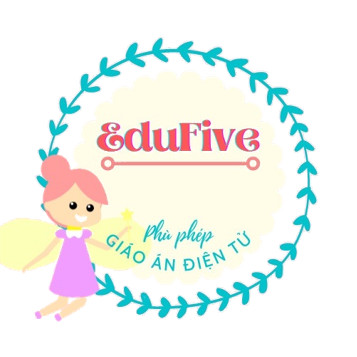 EduFive
Phù phép
GIÁO ÁN ĐIỆN TỬ